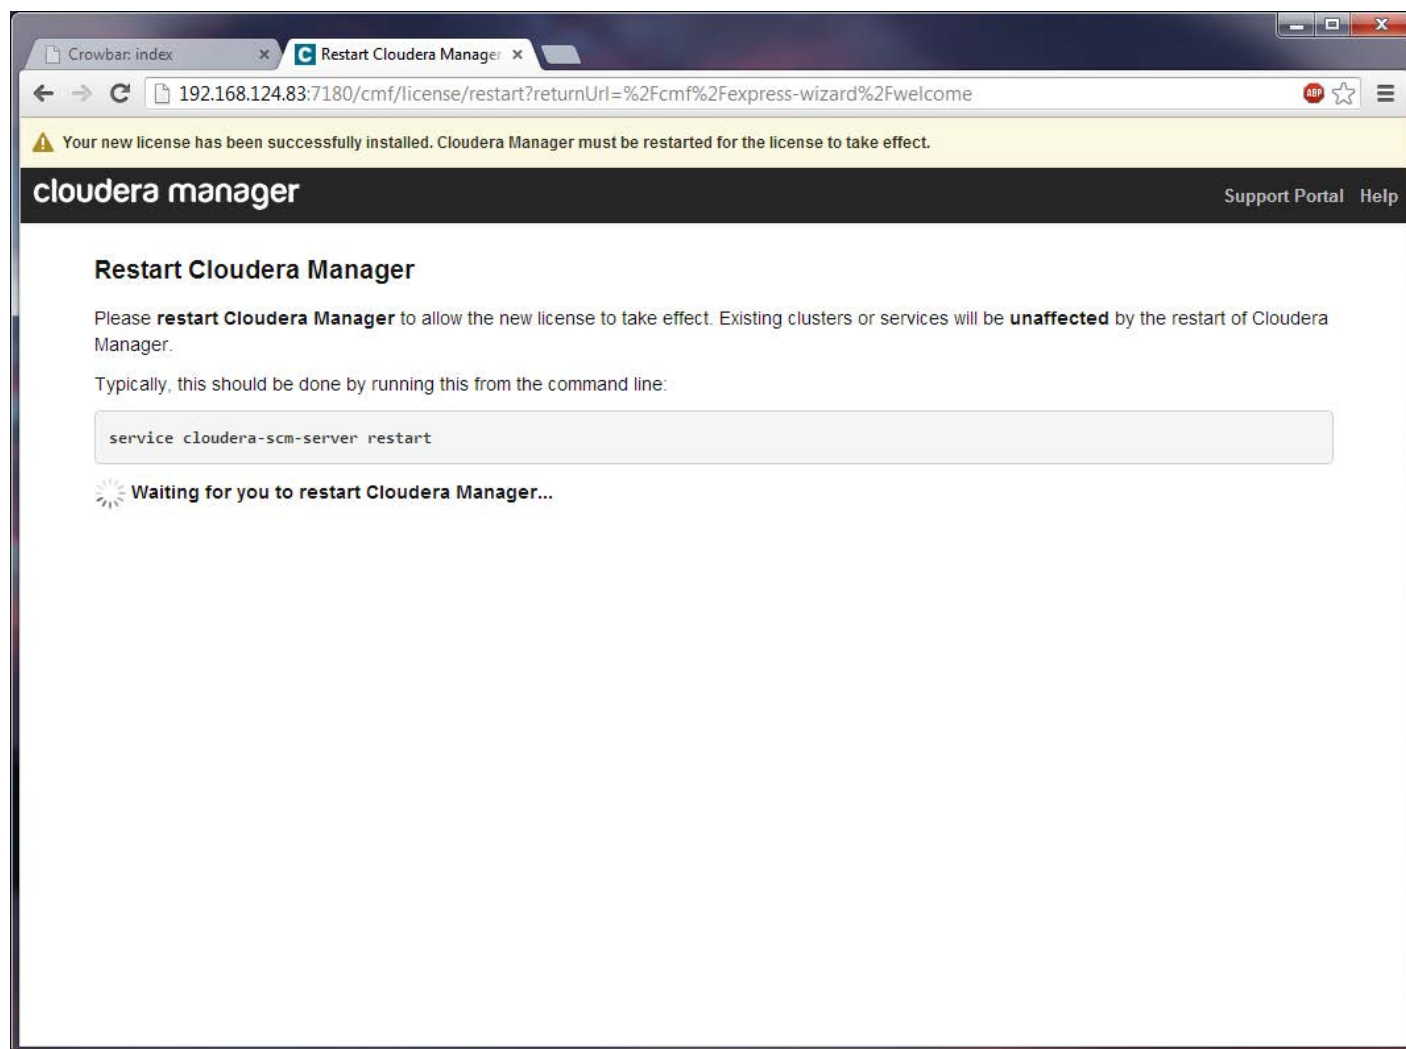 Crowbar: index
Restart Cloudera Manager
192.168.124.83:7180/cmf/license/restart?returnUrl=%2Fcmf%2Fexpress-wizard%2Fwelcome
ABP
Your new license has been successfully installed. Cloudera Manager must be restarted for the license to take effect.
cloudera manager
Support Portal Help
Restart Cloudera Manager
Please restart Cloudera Manager to allow the new license to take effect. Existing clusters or services will be unaffected by the restart of Cloudera
Manager.
Typically, this should be done by running this from the command line:
service cloudera-scm-server restart
Waiting for you to restart Cloudera Manager...